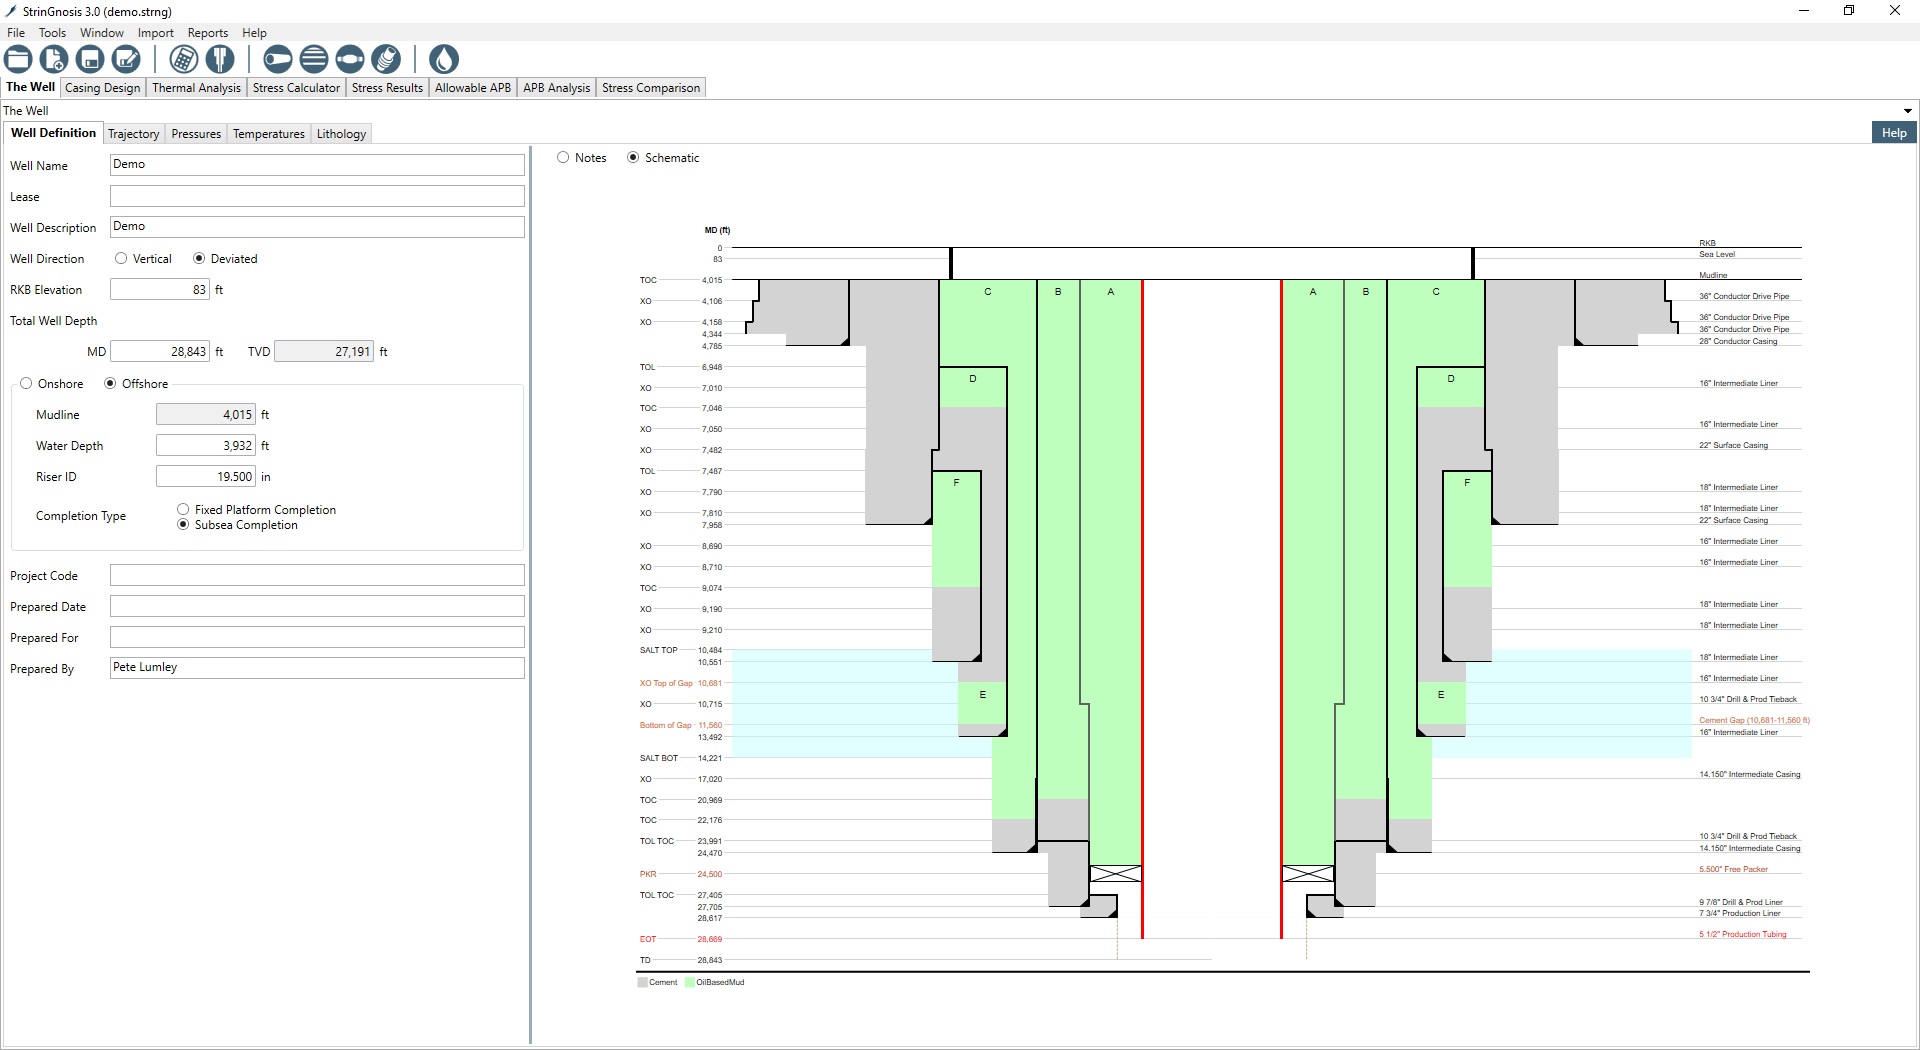 StrinGnosis 3.0 (demo.strng)
File Tools Window Import Reports Help
The Well Casing Design Thermal Analysis Stress Calculator Stress Results Allowable APB APB Analysis Stress Comparison
The Well
Well Definition Trajectory Pressures Temperatures Lithology Help
Well Name Demo
Lease
Well Description Demo
Well Direction Vertical Deviated
RKB Elevation 83 ft
Total Well Depth
MD 28,843 ft TVD 27,191 ft
Onshore Offshore
Mudline 4,015 ft
Water Depth 3,932 ft
Riser ID 19.500 in
Completion Type Fixed Platform Completion
Subsea Completion
Project Code
Prepared Date
Prepared For
Prepared By Pete Lumley
Notes Schematic
MD (ft)
0 RKB
83 Sea Level
TOC 4,015 Mudline
C B A A B C
XO 4,106 36" Conductor Drive Pipe
XO 4,158 36" Conductor Drive Pipe
4,344 36" Conductor Drive Pipe
4,785 28" Conductor Casing
TOL 6,948
D D
XO 7,010 16" Intermediate Liner
TOC 7,046
XO 7,050 16" Intermediate Liner
XO 7,482 22" Surface Casing
TOL 7,487
F F
XO 7,790 18" Intermediate Liner
XO 7,810 18" Intermediate Liner
7,958 22" Surface Casing
XO 8,690 16" Intermediate Liner
XO 8,710 16" Intermediate Liner
TOC 9,074
XO 9,190 18" Intermediate Liner
XO 9,210 18" Intermediate Liner
SALT TOP 10,484
10,551 18" Intermediate Liner
XO Top of Gap 10,681 16" Intermediate Liner
E E
XO 10,715 10 3/4" Drill & Prod Tieback
Bottom of Gap 11,560 Cement Gap (10,681-11,560 ft)
13,492 16" Intermediate Liner
SALT BOT 14,221
XO 17,020 14.150" Intermediate Casing
TOC 20,969
TOC 22,176
TOL TOC 23,991 10 3/4" Drill & Prod Tieback
24,470 14.150" Intermediate Casing
PKR 24,500 5.500" Free Packer
TOL TOC 27,405
27,705 9 7/8" Drill & Prod Liner
28,617 7 3/4" Production Liner
EOT 28,669 5 1/2" Production Tubing
TD 28,843
Cement OilBasedMud